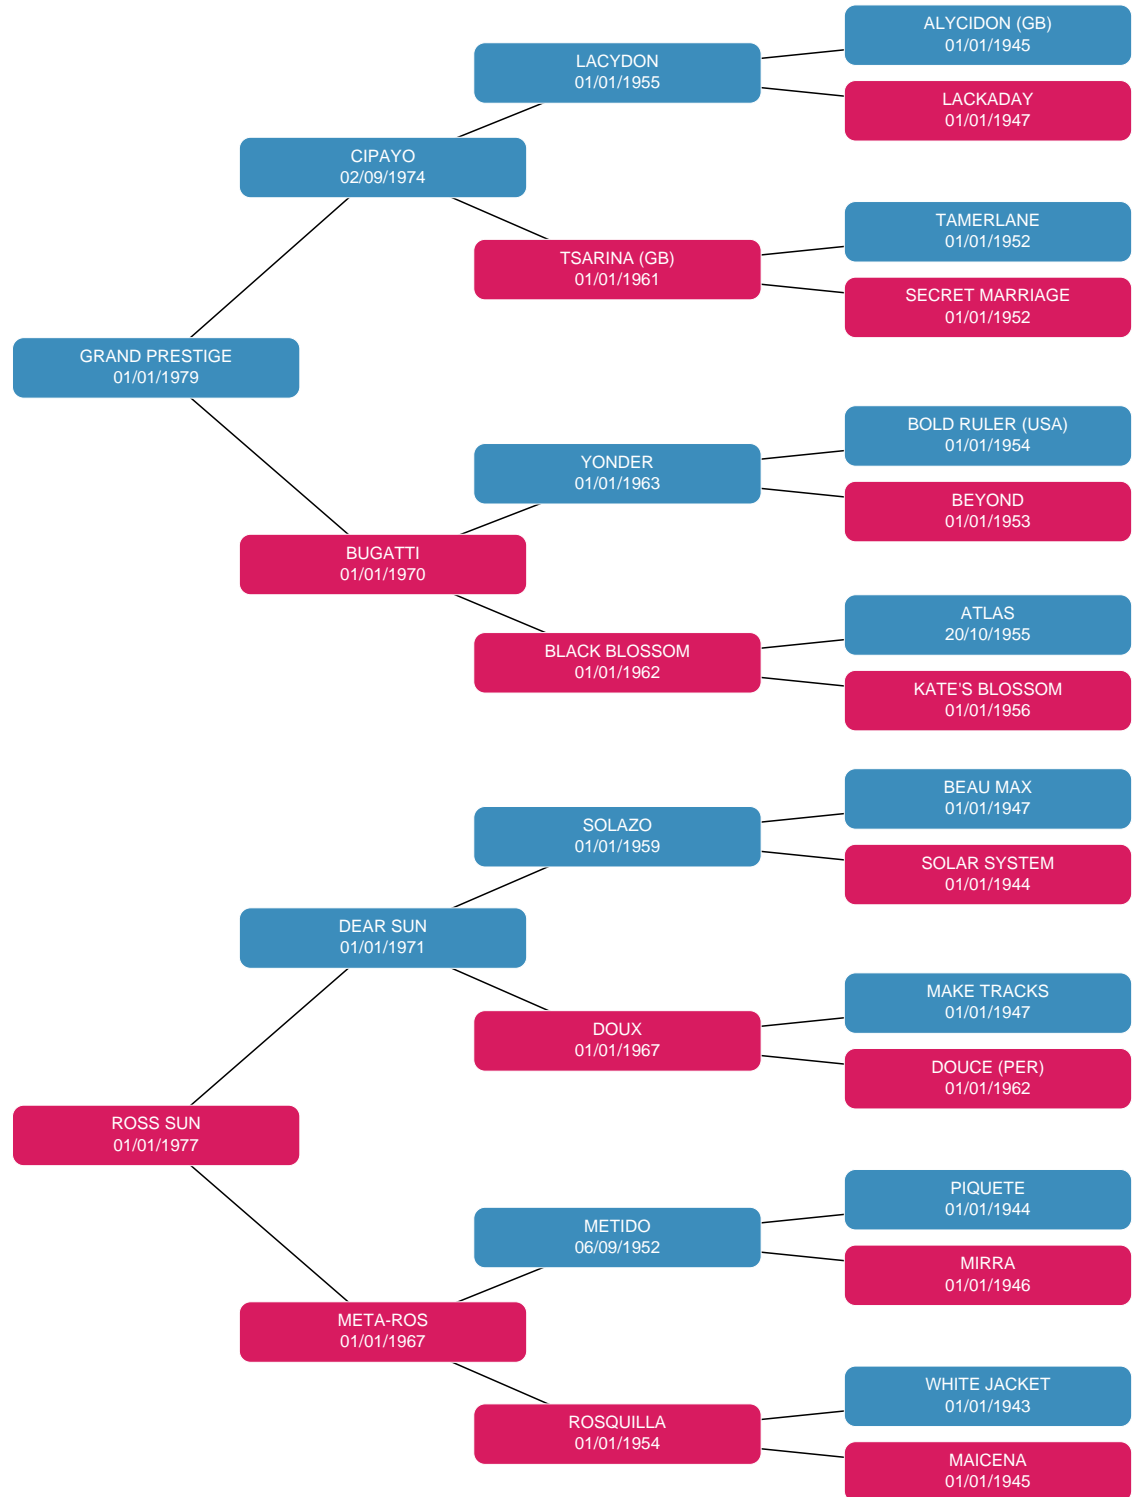 ALYCIDON (GB)
01/01/1945
LACYDON
01/01/1955
LACKADAY
01/01/1947
CIPAYO
02/09/1974
TAMERLANE
01/01/1952
TSARINA (GB)
01/01/1961
SECRET MARRIAGE
01/01/1952
GRAND PRESTIGE
01/01/1979
BOLD RULER (USA)
01/01/1954
YONDER
01/01/1963
BEYOND
01/01/1953
BUGATTI
01/01/1970
ATLAS
20/10/1955
BLACK BLOSSOM
01/01/1962
KATE'S BLOSSOM
01/01/1956
BEAU MAX
01/01/1947
SOLAZO
01/01/1959
SOLAR SYSTEM
01/01/1944
DEAR SUN
01/01/1971
MAKE TRACKS
01/01/1947
DOUX
01/01/1967
DOUCE (PER)
01/01/1962
ROSS SUN
01/01/1977
PIQUETE
01/01/1944
METIDO
06/09/1952
MIRRA
01/01/1946
META-ROS
01/01/1967
WHITE JACKET
01/01/1943
ROSQUILLA
01/01/1954
MAICENA
01/01/1945